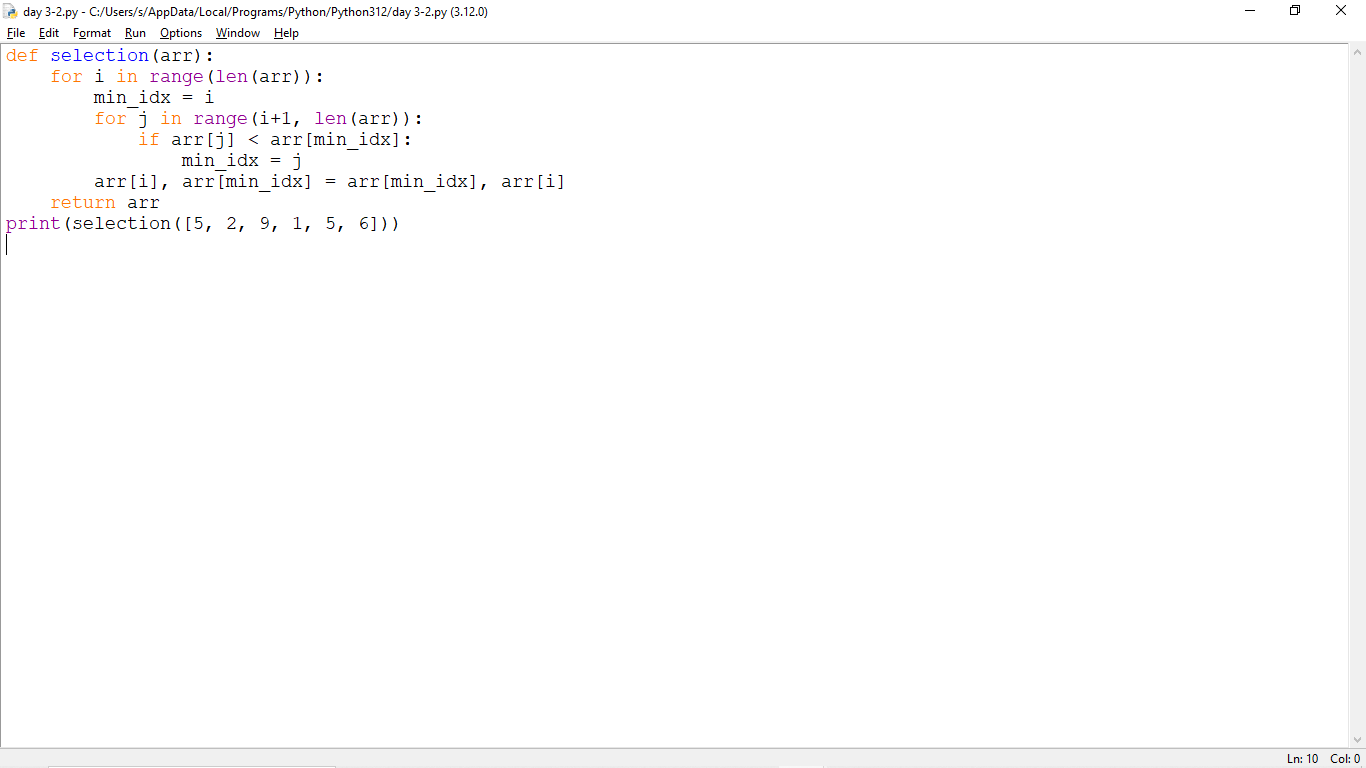 day 3-2.py - C:/Users/s/AppData/Local/Programs/Python/Python312/day 3-2.py (3.12.0)
File Edit Format Run Options Window Help
def selection(arr):
    for i in range(len(arr)):
        min_idx = i
        for j in range(i+1, len(arr)):
            if arr[j] < arr[min_idx]:
                min_idx = j
        arr[i], arr[min_idx] = arr[min_idx], arr[i]
    return arr
print(selection([5, 2, 9, 1, 5, 6]))
Ln: 10 Col: 0